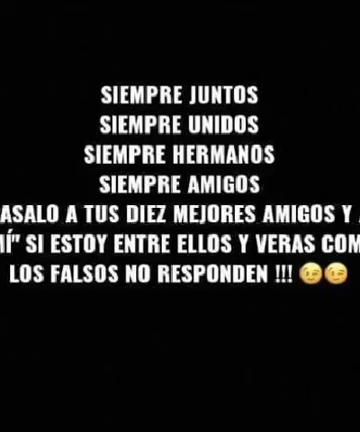 SIEMPRE JUNTOS
SIEMPRE UNIDOS
SIEMPRE HERMANOS
SIEMPRE AMIGOS
ASALO A TUS DIEZ MEJORES AMIGOS Y
MÍ" SI ESTOY ENTRE ELLOS Y VERAS COM
LOS FALSOS NO RESPONDEN !!! 😉😉